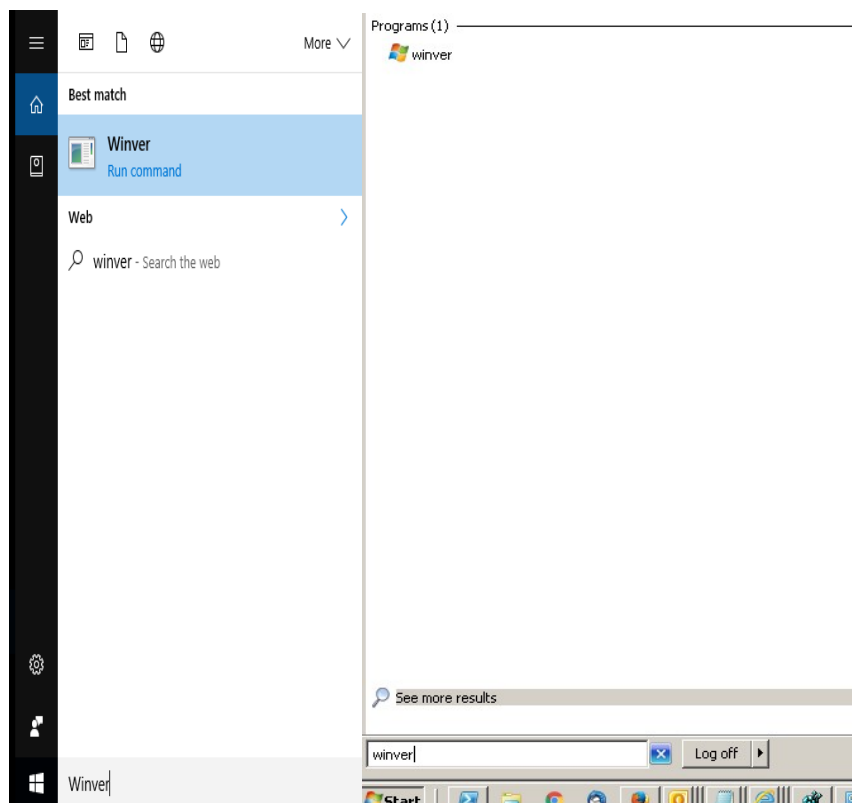 More
Best match
Winver
Run command
Web
winver - Search the web
Winver
Programs (1)
winver
See more results
winver
Log off
Start